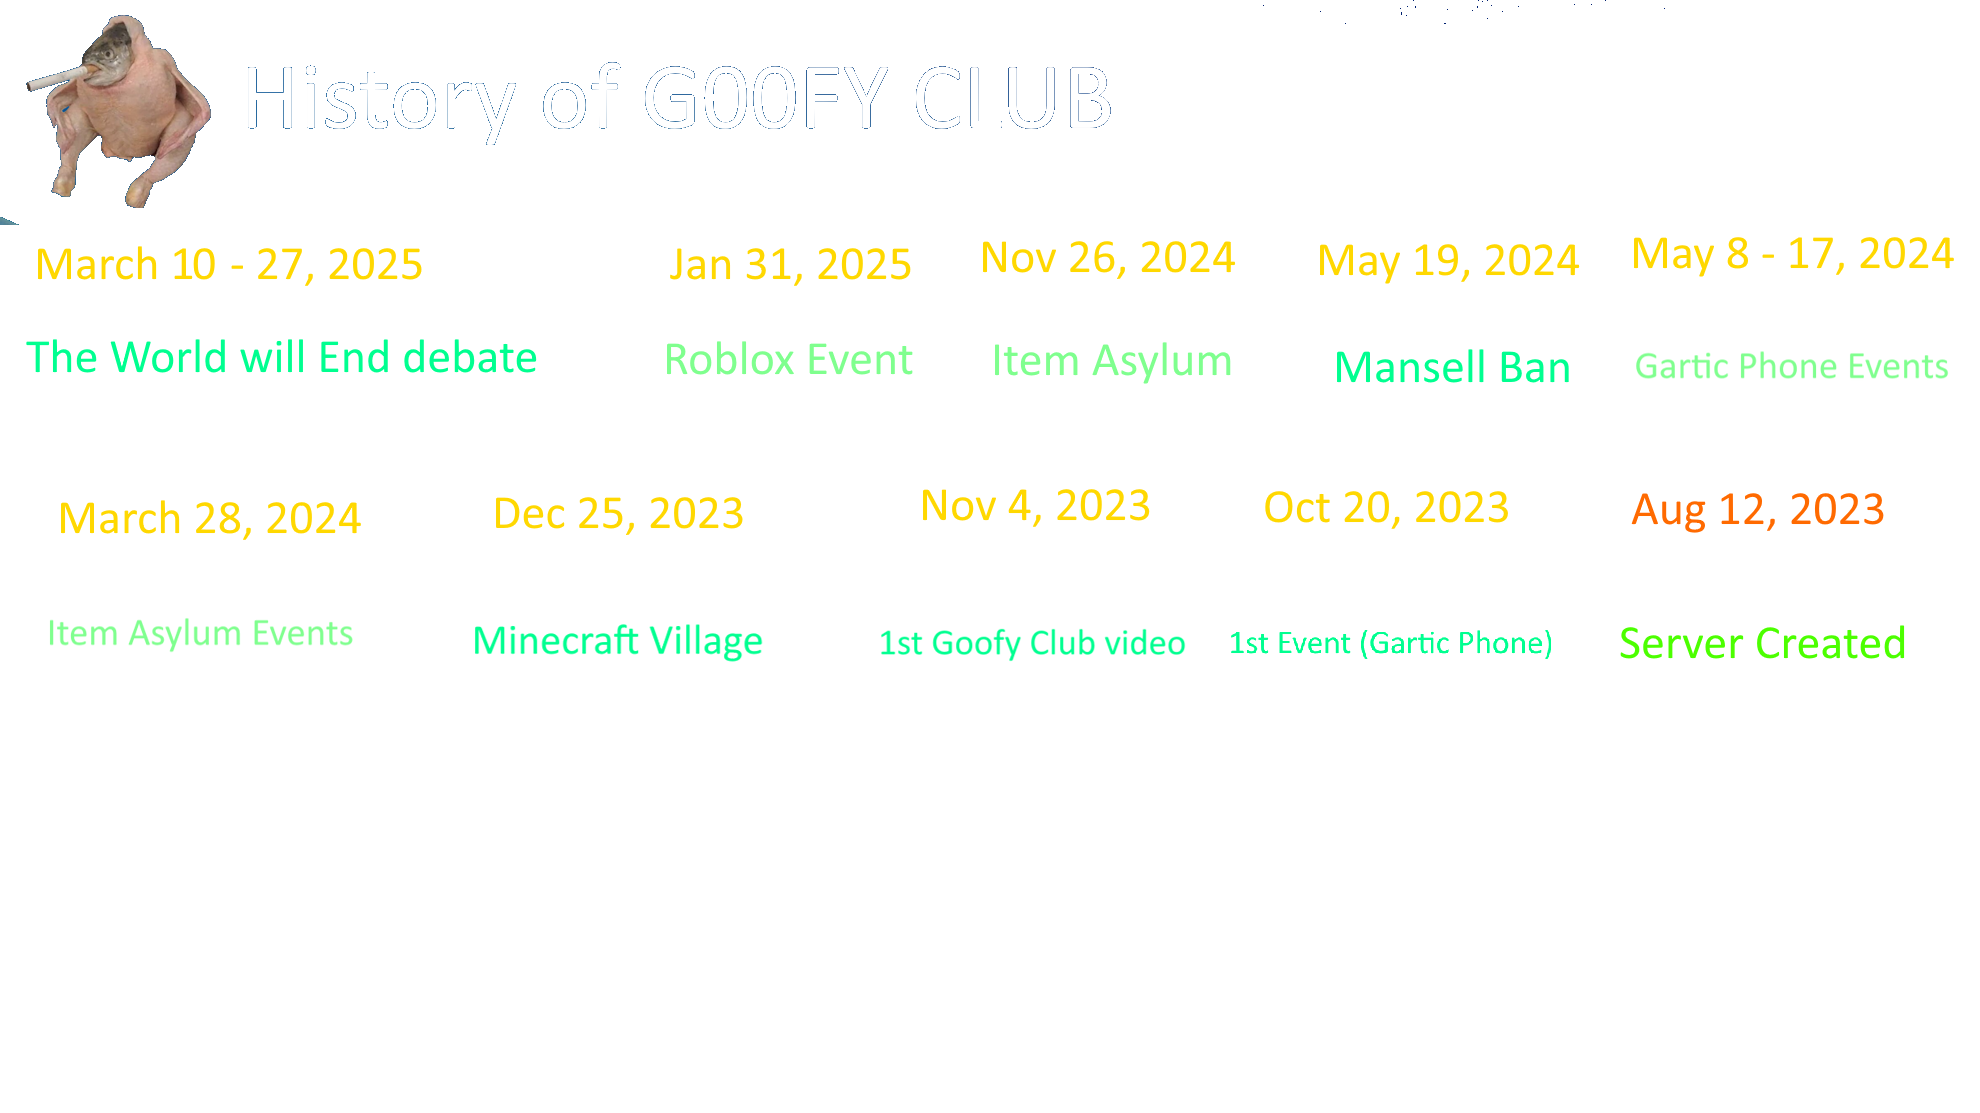 History of G00FY CLUB
March 10 - 27, 2025
Jan 31, 2025
Nov 26, 2024
May 19, 2024
May 8 - 17, 2024
The World will End debate
Roblox Event
Item Asylum
Mansell Ban
Gartic Phone Events
March 28, 2024
Dec 25, 2023
Nov 4, 2023
Oct 20, 2023
Aug 12, 2023
Item Asylum Events
Minecraft Village
1st Goofy Club video
1st Event (Gartic Phone)
Server Created